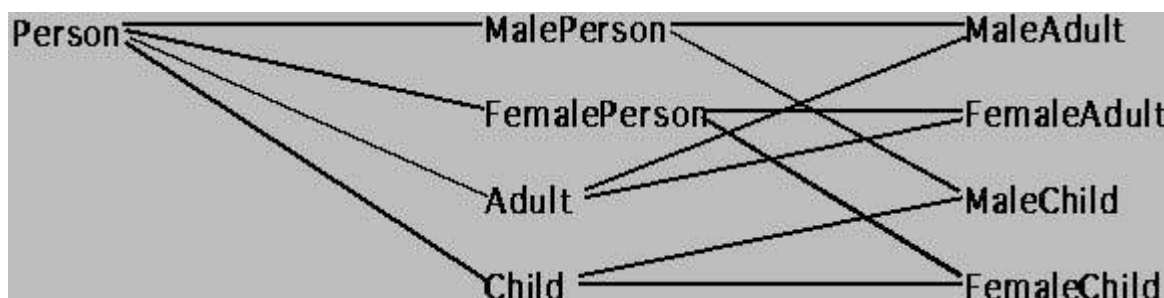 Person MalePerson MaleAdult
FemalePerson FemaleAdult
Adult MaleChild
Child FemaleChild